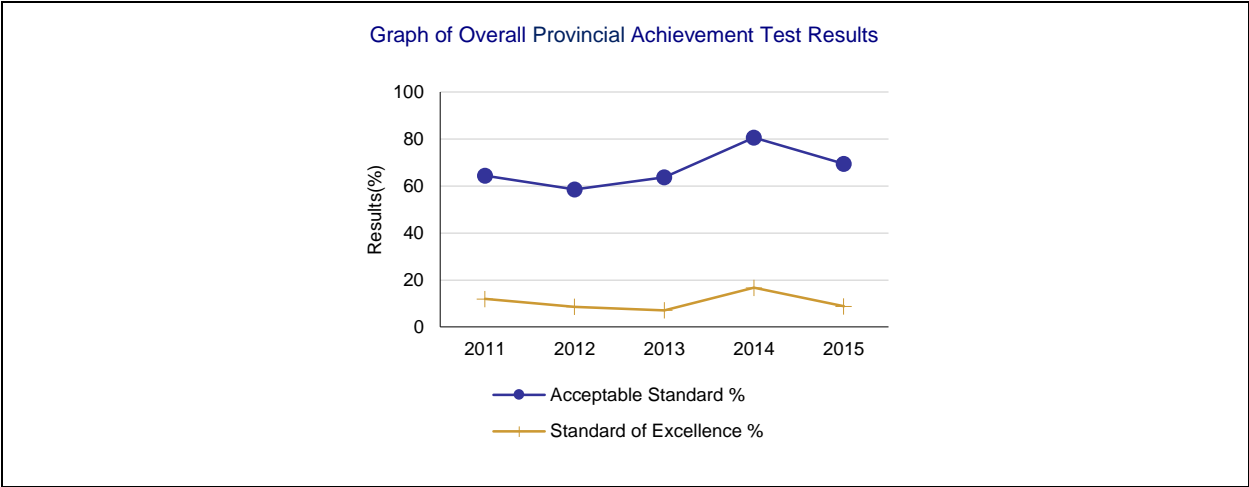 Graph of Overall Provincial Achievement Test Results
100
80
60
40
20
0
Results(%)
2011 2012 2013 2014 2015
Acceptable Standard %
Standard of Excellence %